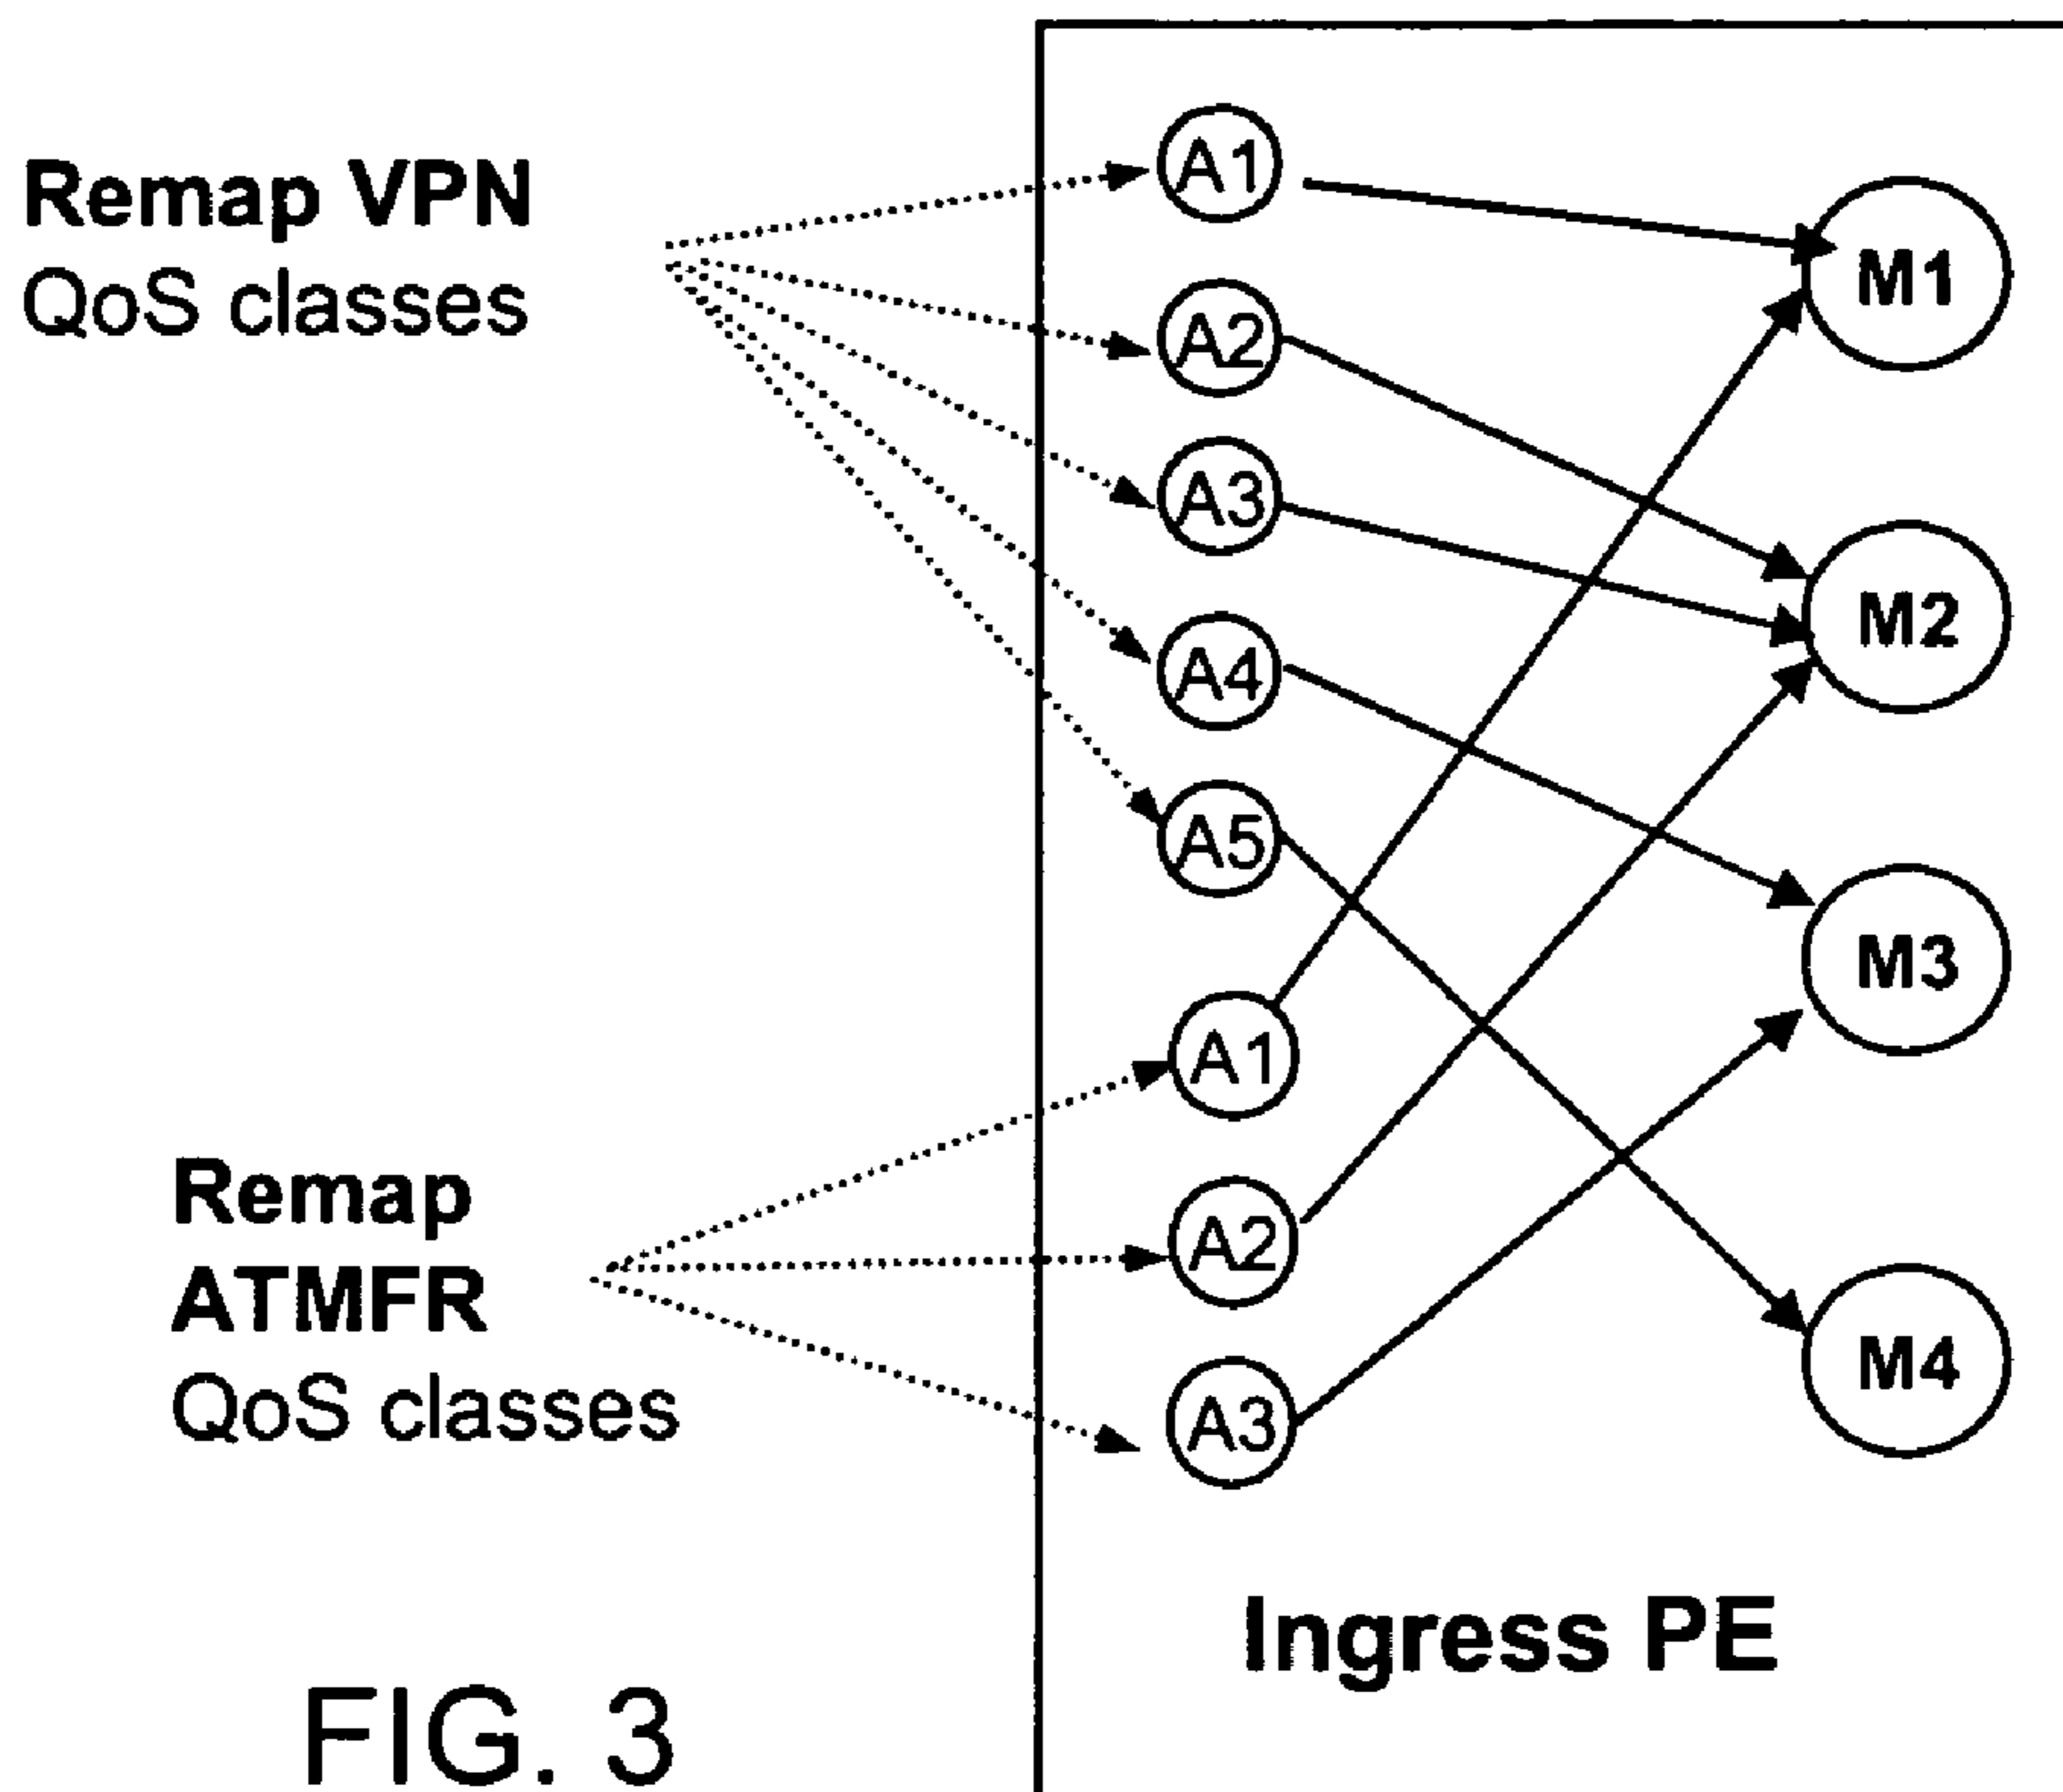 Remap VPN
QoS classes
A1
A2
A3
A4
A5
M1
M2
M3
M4
Remap
ATMFR
QoS classes
A1
A2
A3
Ingress PE
FIG. 3